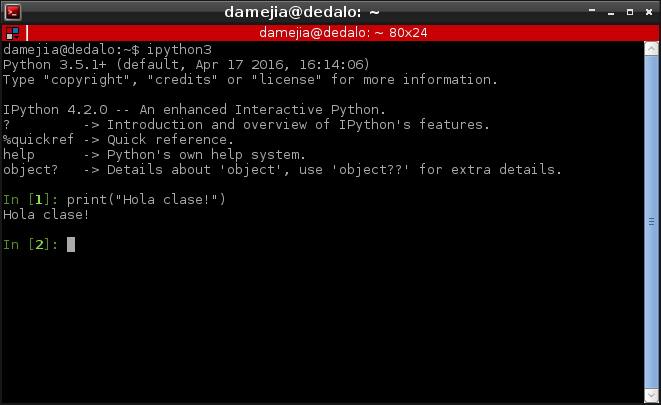 damejia@dedalo: ~
damejia@dedalo: ~ 80x24
damejia@dedalo:~$ ipython3
Python 3.5.1+ (default, Apr 17 2016, 16:14:06)
Type "copyright", "credits" or "license" for more information.
IPython 4.2.0 -- An enhanced Interactive Python.
?         -> Introduction and overview of IPython's features.
%quickref -> Quick reference.
help      -> Python's own help system.
object?   -> Details about 'object', use 'object??' for extra details.
In [1]: print("Hola clase!")
Hola clase!
In [2]: